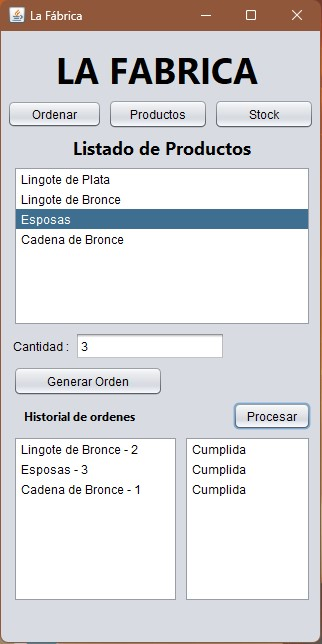 La Fábrica
LA FABRICA
Ordenar Productos Stock
Listado de Productos
Lingote de Plata
Lingote de Bronce
Esposas
Cadena de Bronce
Cantidad : 3
Generar Orden
Historial de ordenes Procesar
Lingote de Bronce - 2 Cumplida
Esposas - 3 Cumplida
Cadena de Bronce - 1 Cumplida